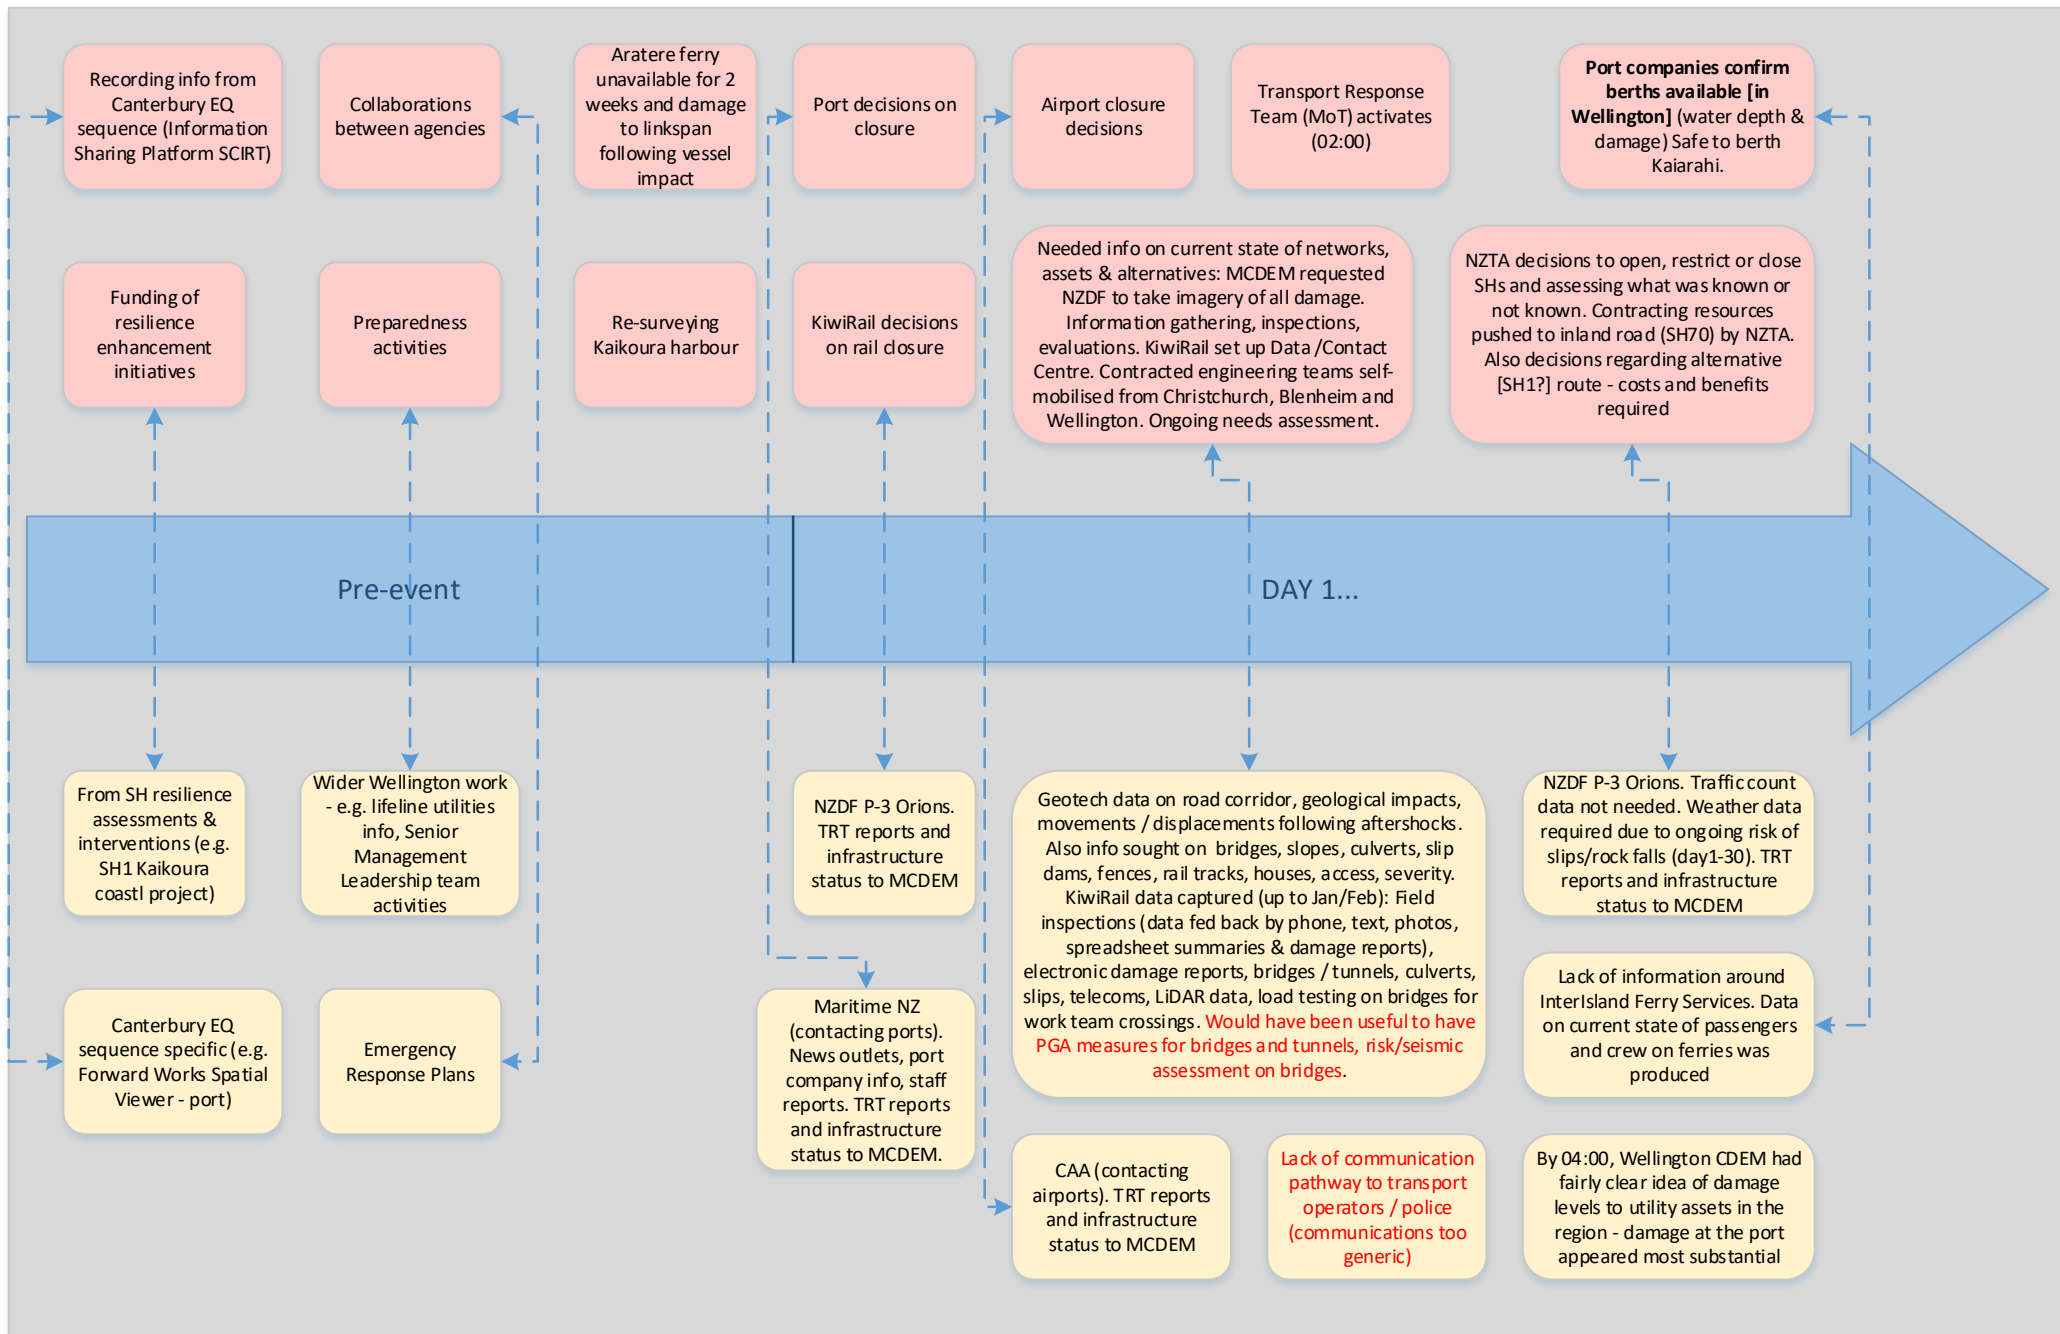 Recording info from
Canterbury EQ
sequence (Information
Sharing Platform SCIRT)
Collaborations
between agencies
Aratere ferry
unavailable for 2
weeks and damage
to linkspan
following vessel
impact
Port decisions on
closure
Airport closure
decisions
Transport Response
Team (MoT) activates
(02:00)
Port companies confirm
berths available [in
Wellington] (water depth &
damage) Safe to berth
Kaiarahi.
Funding of
resilience
enhancement
initiatives
Preparedness
activities
Re-surveying
Kaikoura harbour
KiwiRail decisions
on rail closure
Needed info on current state of networks,
assets & alternatives: MCDEM requested
NZDF to take imagery of all damage.
Information gathering, inspections,
evaluations. KiwiRail set up Data /Contact
Centre. Contracted engineering teams self-
mobilised from Christchurch, Blenheim and
Wellington. Ongoing needs assessment.
NZTA decisions to open, restrict or close
SHs and assessing what was known or
not known. Contracting resources
pushed to inland road (SH70) by NZTA.
Also decisions regarding alternative
[SH1?] route - costs and benefits
required
Pre-event
DAY 1...
From SH resilience
assessments &
interventions (e.g.
SH1 Kaikoura
coastl project)
Wider Wellington work
- e.g. lifeline utilities
info, Senior
Management
Leadership team
activities
NZDF P-3 Orions.
TRT reports and
infrastructure
status to MCDEM
Geotech data on road corridor, geological impacts,
movements / displacements following aftershocks.
Also info sought on bridges, slopes, culverts, slip
dams, fences, rail tracks, houses, access, severity.
KiwiRail data captured (up to Jan/Feb): Field
inspections (data fed back by phone, text, photos,
spreadsheet summaries & damage reports),
electronic damage reports, bridges / tunnels, culverts,
slips, telecoms, LiDAR data, load testing on bridges for
work team crossings. Would have been useful to have
PGA measures for bridges and tunnels, risk/seismic
assessment on bridges.
NZDF P-3 Orions. Traffic count
data not needed. Weather data
required due to ongoing risk of
slips/rock falls (day1-30). TRT
reports and infrastructure
status to MCDEM
Canterbury EQ
sequence specific (e.g.
Forward Works Spatial
Viewer - port)
Emergency
Response Plans
Maritime NZ
(contacting ports).
News outlets, port
company info, staff
reports. TRT reports
and infrastructure
status to MCDEM.
Lack of information around
InterIsland Ferry Services. Data
on current state of passengers
and crew on ferries was
produced
CAA (contacting
airports). TRT reports
and infrastructure
status to MCDEM
Lack of communication
pathway to transport
operators / police
(communications too
generic)
By 04:00, Wellington CDEM had
fairly clear idea of damage
levels to utility assets in the
region - damage at the port
appeared most substantial